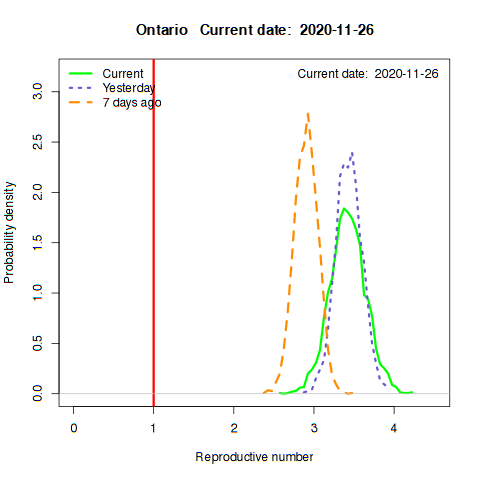 Ontario   Current date:  2020-11-26
Current
Yesterday
7 days ago
Current date:  2020-11-26
Probability density
3.0
2.5
2.0
1.5
1.0
0.5
0.0
0 1 2 3 4
Reproductive number